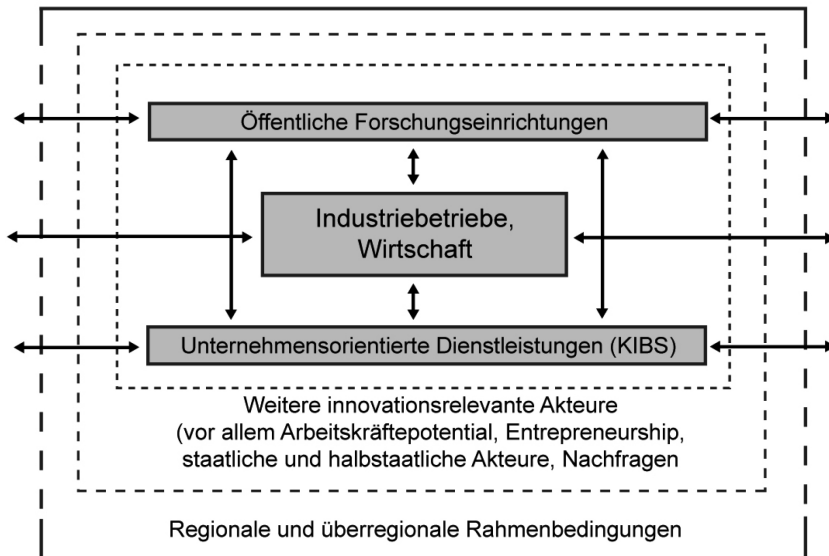 Öffentliche Forschungseinrichtungen
Industriebetriebe,
Wirtschaft
Unternehmensorientierte Dienstleistungen (KIBS)
Weitere innovationsrelevante Akteure
(vor allem Arbeitskräftepotential, Entrepreneurship,
staatliche und halbstaatliche Akteure, Nachfragen
Regionale und überregionale Rahmenbedingungen